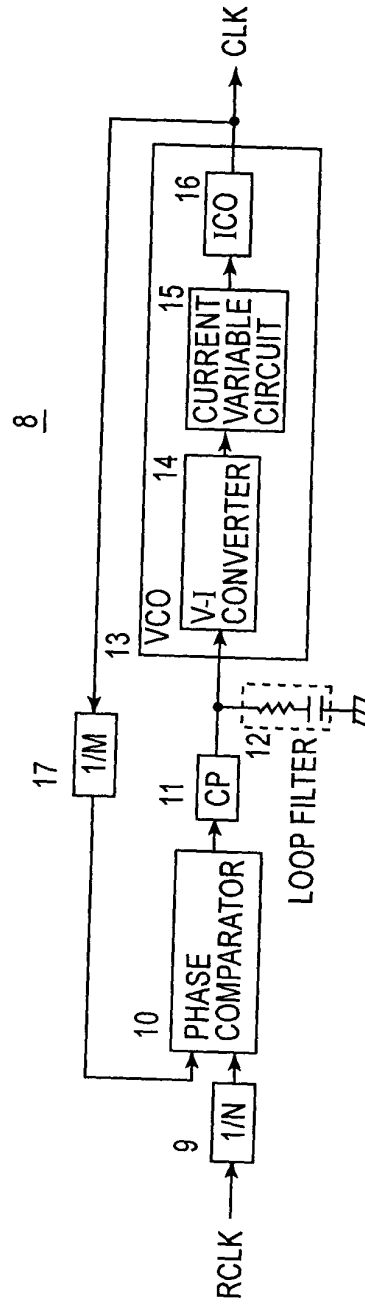 8
17
1/M
13
VCO
14
V-I
CONVERTER
15
CURRENT
VARIABLE
CIRCUIT
16
ICO
CLK
10
PHASE
COMPARATOR
11
CP
12
LOOP FILTER
9
1/N
RCLK